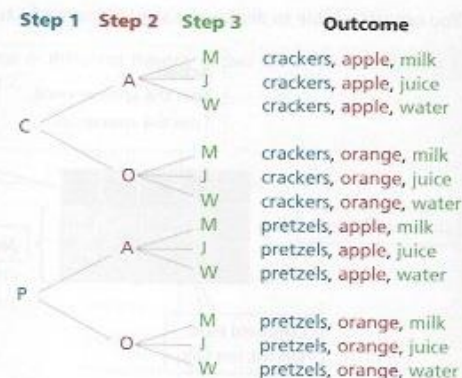 Step 1 Step 2 Step 3 Outcome
M crackers, apple, milk
A J crackers, apple, juice
W crackers, apple, water
C
M crackers, orange, milk
O J crackers, orange, juice
W crackers, orange, water
M pretzels, apple, milk
A J pretzels, apple, juice
W pretzels, apple, water
P
M pretzels, orange, milk
O J pretzels, orange, juice
W pretzels, orange, water